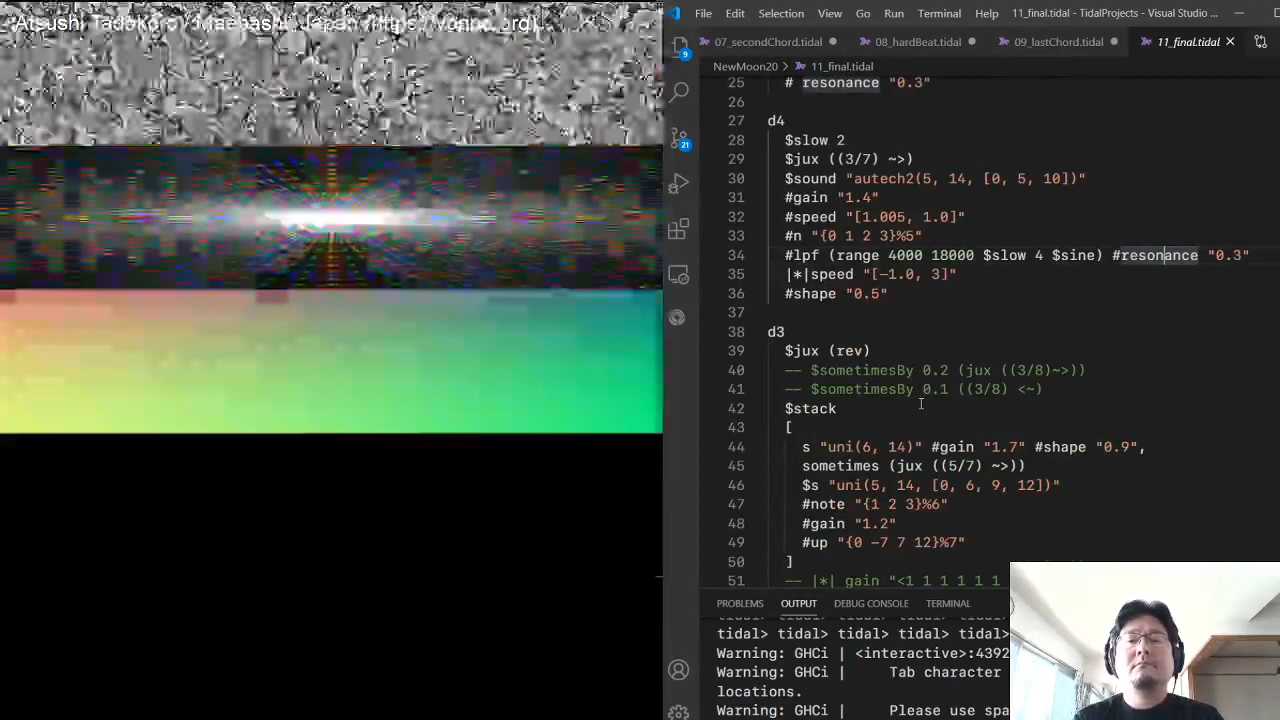 Atsushi Tadokoro / Maebashi, Japan (https://yoppa.org)...
File Edit Selection View Go Run Terminal Help 11_final.tidal - TidalProjects - Visual Studio ...
07_secondChord.tidal 08_hardBeat.tidal 09_lastChord.tidal 11_final.tidal
NewMoon20 > 11_final.tidal
9
21
25 # resonance "0.3"
26
27 d4
28 $slow 2
29 $jux ((3/7) ~>)
30 $sound "autech2(5, 14, [0, 5, 10])"
31 #gain "1.4"
32 #speed "[1.005, 1.0]"
33 #n "{0 1 2 3}%5"
34 #lpf (range 4000 18000 $slow 4 $sine) #resonance "0.3"
35 |*|speed "[-1.0, 3]"
36 #shape "0.5"
37
38 d3
39 $jux (rev)
40 -- $sometimesBy 0.2 (jux ((3/8)~>))
41 -- $sometimesBy 0.1 ((3/8) <~)
42 $stack
43 [
44 s "uni(6, 14)" #gain "1.7" #shape "0.9",
45 sometimes (jux ((5/7) ~>))
46 $s "uni(5, 14, [0, 6, 9, 12])"
47 #note "{1 2 3}%6"
48 #gain "1.2"
49 #up "{0 -7 7 12}%7"
50 ]
51 -- |*| gain "<1 1 1 1 1 1
PROBLEMS OUTPUT DEBUG CONSOLE TERMINAL
tidal> tidal> tidal> tidal> tidal>
tidal> tidal> tidal> tidal> tidal>
Warning: GHCi | <interactive>:4392
Warning: GHCi | Tab character
locations.
Warning: GHCi | Please use spa